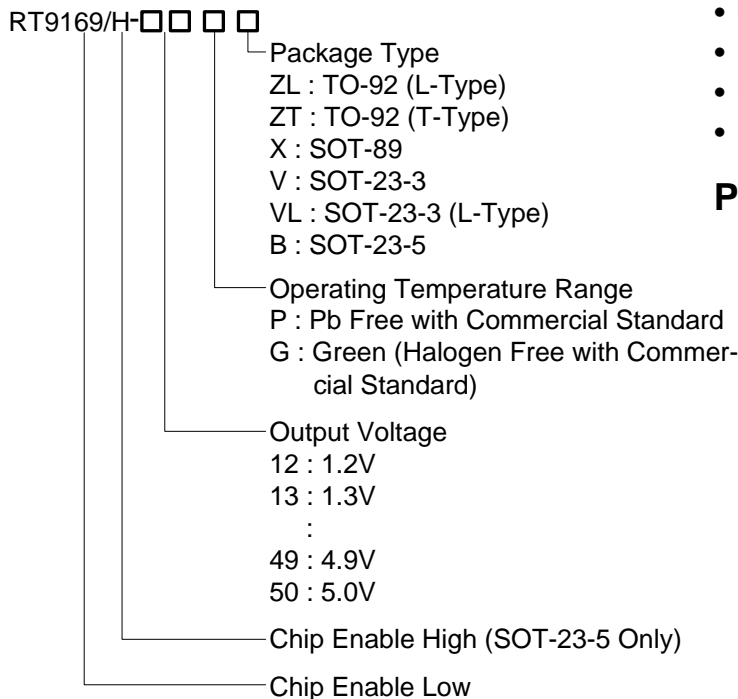 RT9169/H-□□ □ □
Package Type
ZL : TO-92 (L-Type)
ZT : TO-92 (T-Type)
X : SOT-89
V : SOT-23-3
VL : SOT-23-3 (L-Type)
B : SOT-23-5
Operating Temperature Range
P : Pb Free with Commercial Standard
G : Green (Halogen Free with Commer-
cial Standard)
Output Voltage
12 : 1.2V
13 : 1.3V
:
49 : 4.9V
50 : 5.0V
Chip Enable High (SOT-23-5 Only)
Chip Enable Low
P